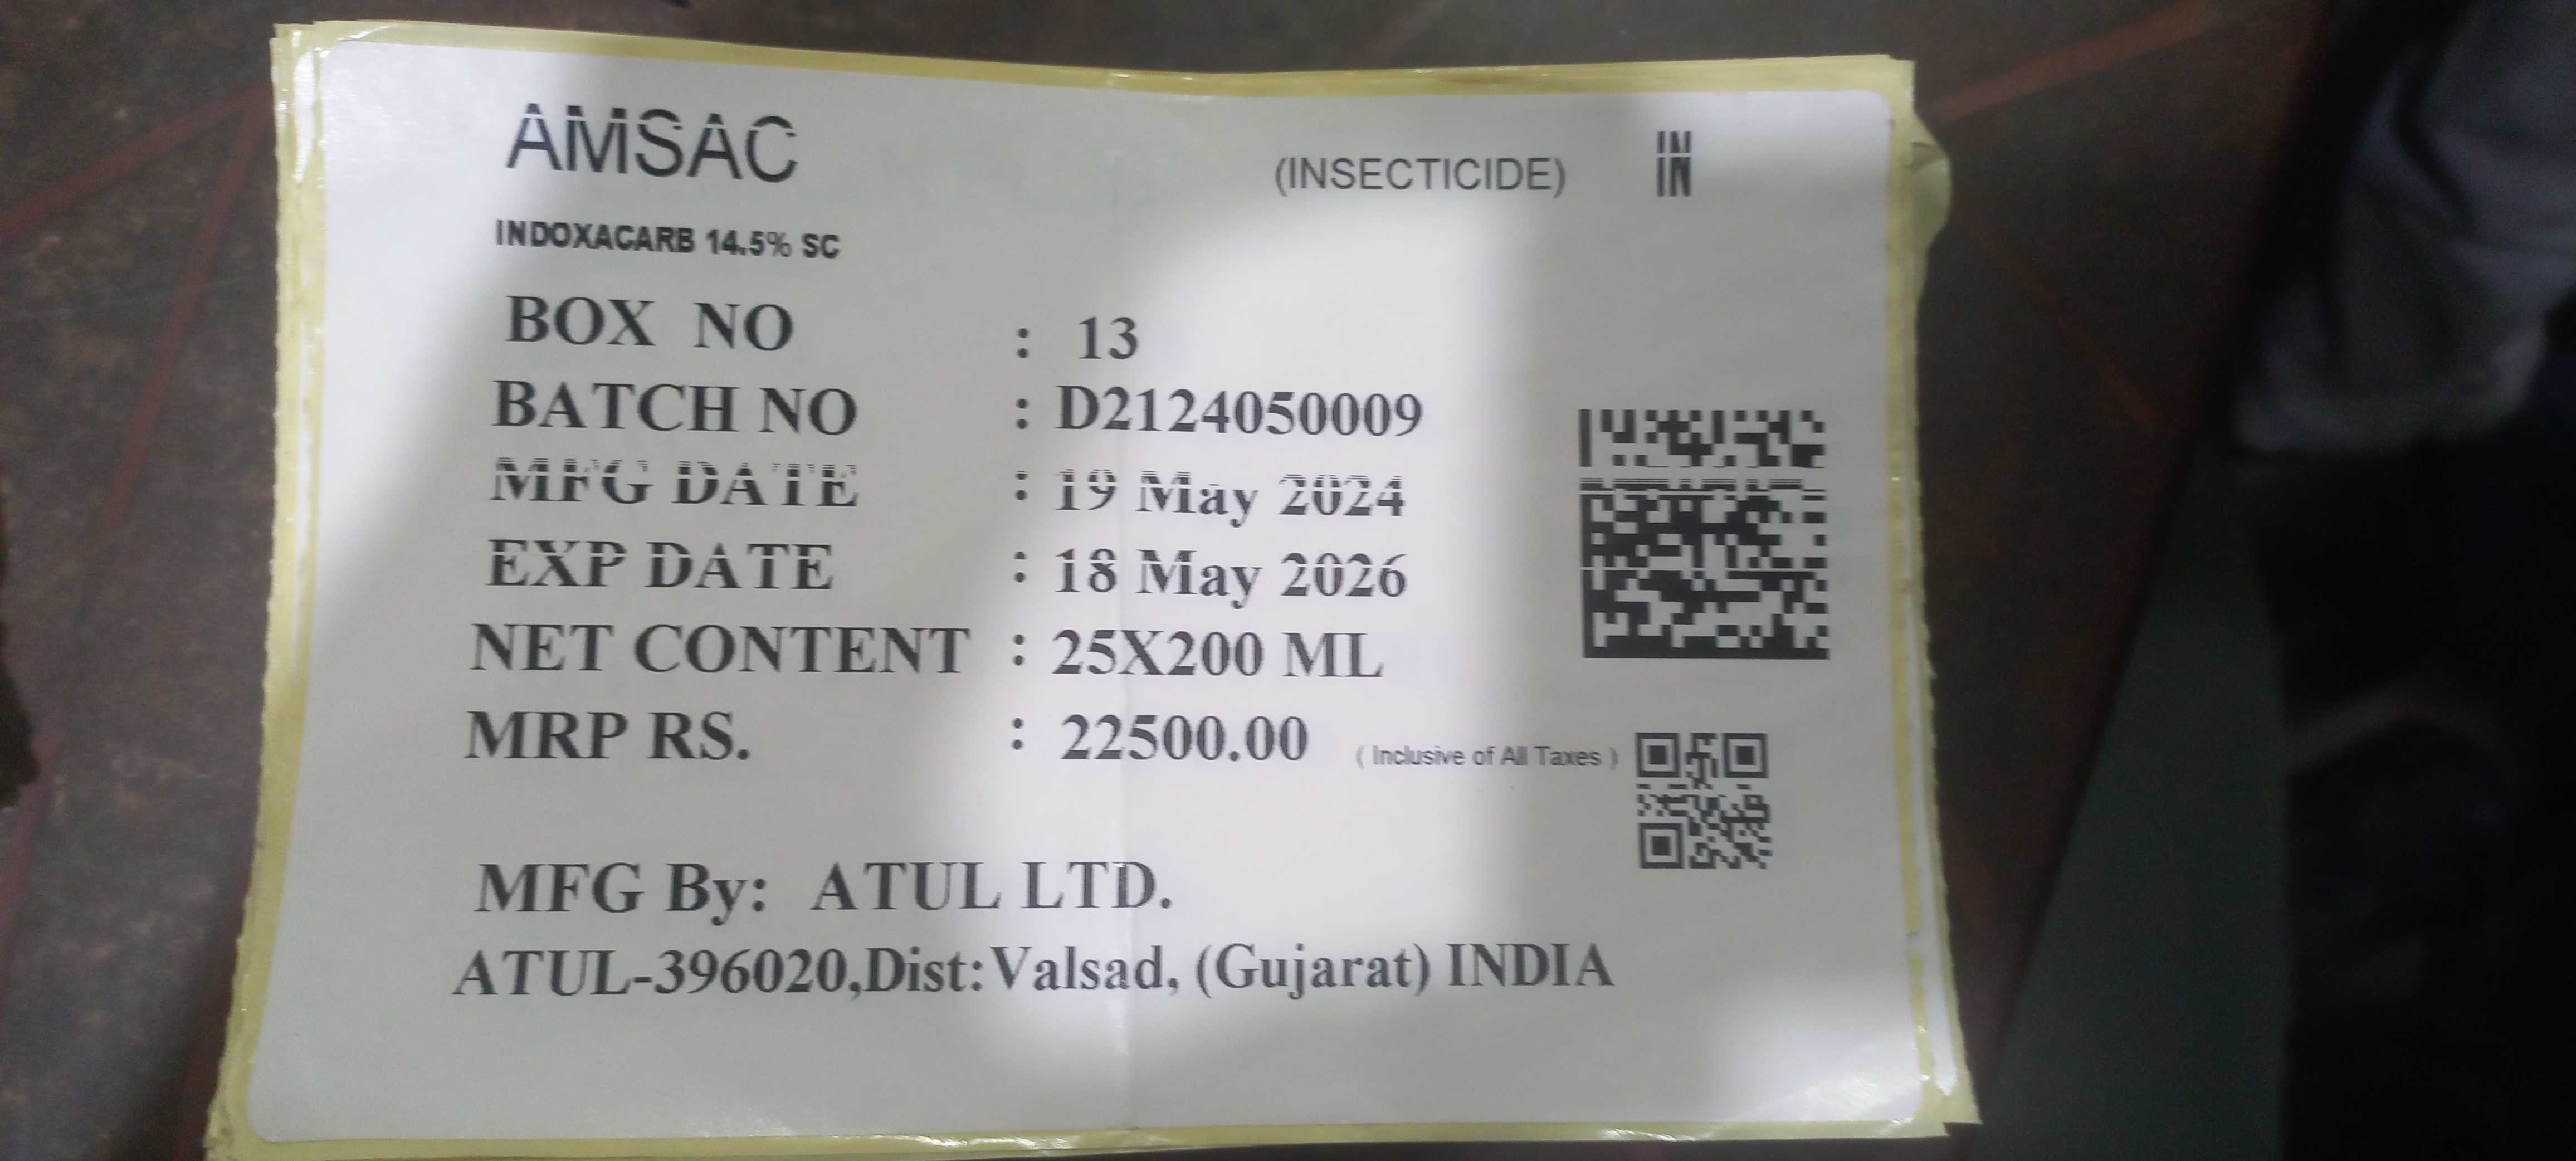 AMSAC (INSECTICIDE) IN
INDOXACARB 14.5% SC
BOX NO : 13
BATCH NO : D2124050009
MFG DATE : 19 May 2024
EXP DATE : 18 May 2026
NET CONTENT : 25X200 ML
MRP RS. : 22500.00 ( Inclusive of All Taxes )
MFG By: ATUL LTD.
ATUL-396020,Dist:Valsad, (Gujarat) INDIA